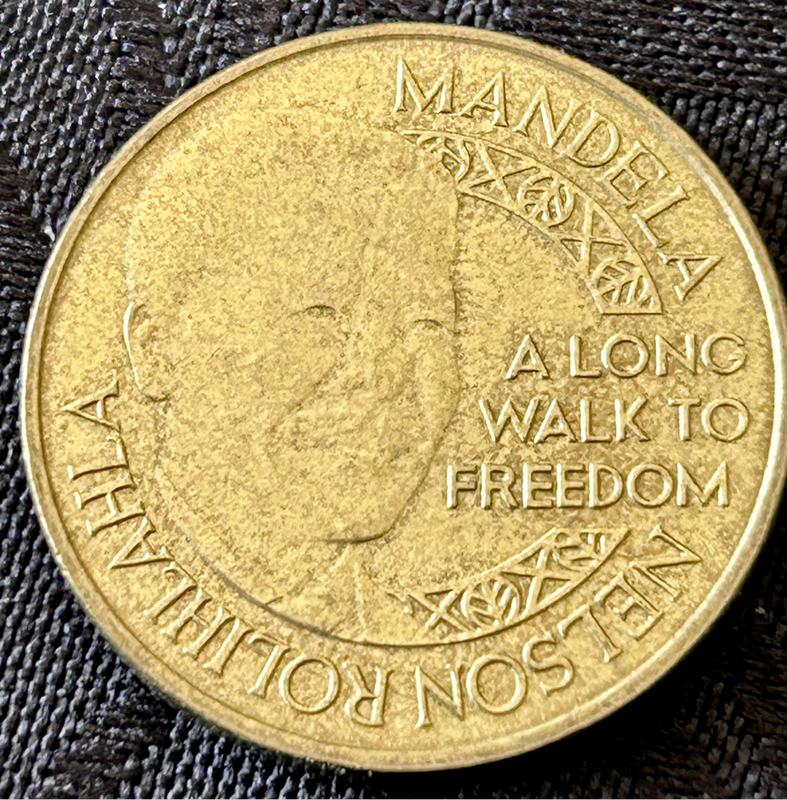 NELSON ROLIHLAHLA
MANDELA
A LONG
WALK TO
FREEDOM